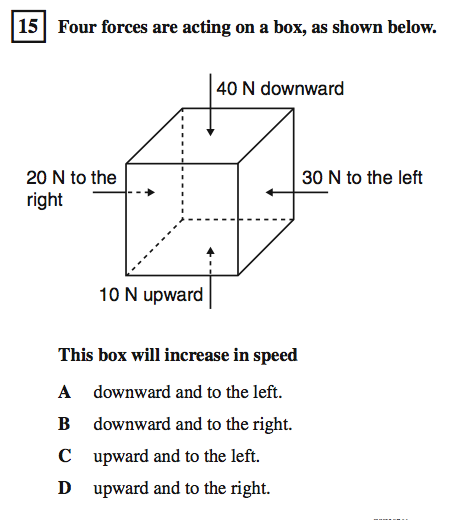 15 Four forces are acting on a box, as shown below.
40 N downward
20 N to the
right
30 N to the left
10 N upward
This box will increase in speed
A downward and to the left.
B downward and to the right.
C upward and to the left.
D upward and to the right.